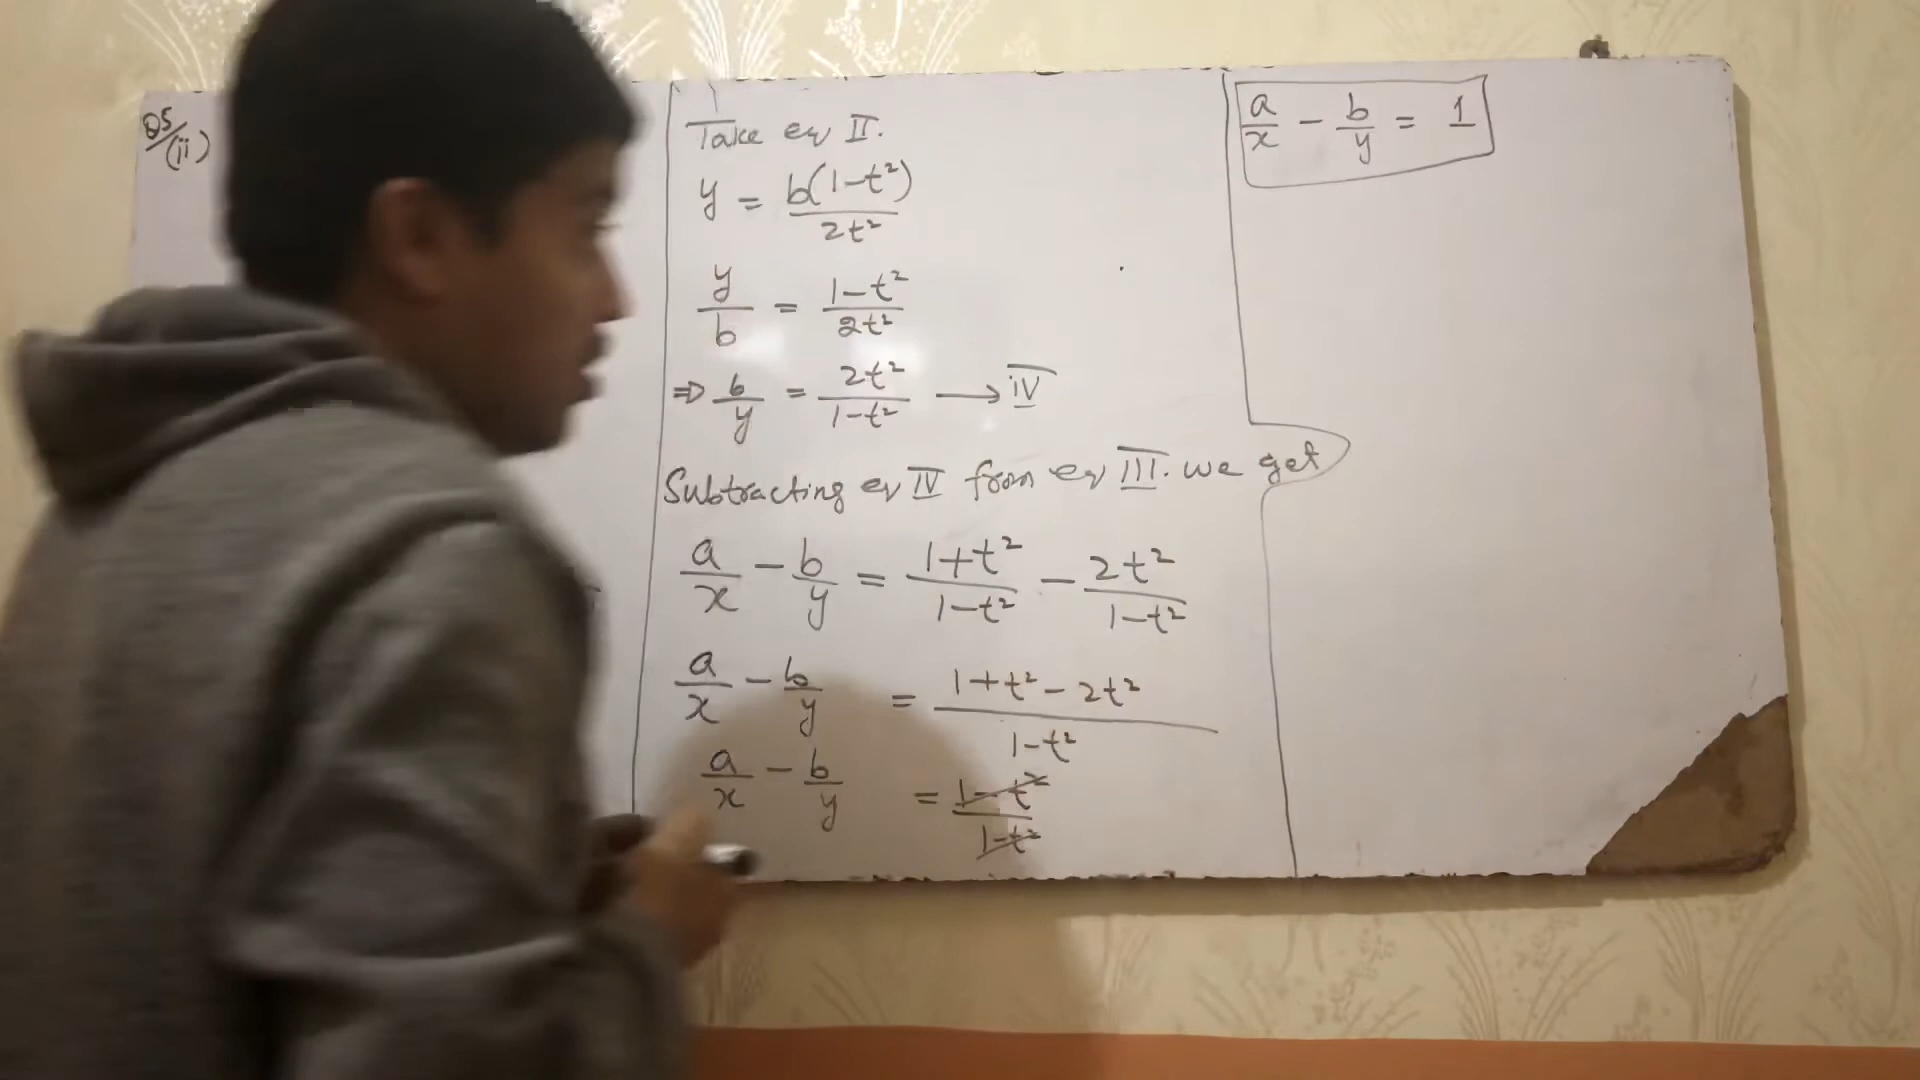 Q5/(ii)
Take eq II.
y = b(1-t²)/2t²
y/b = 1-t²/2t²
⇒ b/y = 2t²/1-t² → IV
Subtracting eq IV from eq III. we get
a/x - b/y = 1+t²/1-t² - 2t²/1-t²
a/x - b/y = 1+t²-2t²/1-t²
a/x - b/y = 1-t²/1-t²
a/x - b/y = 1